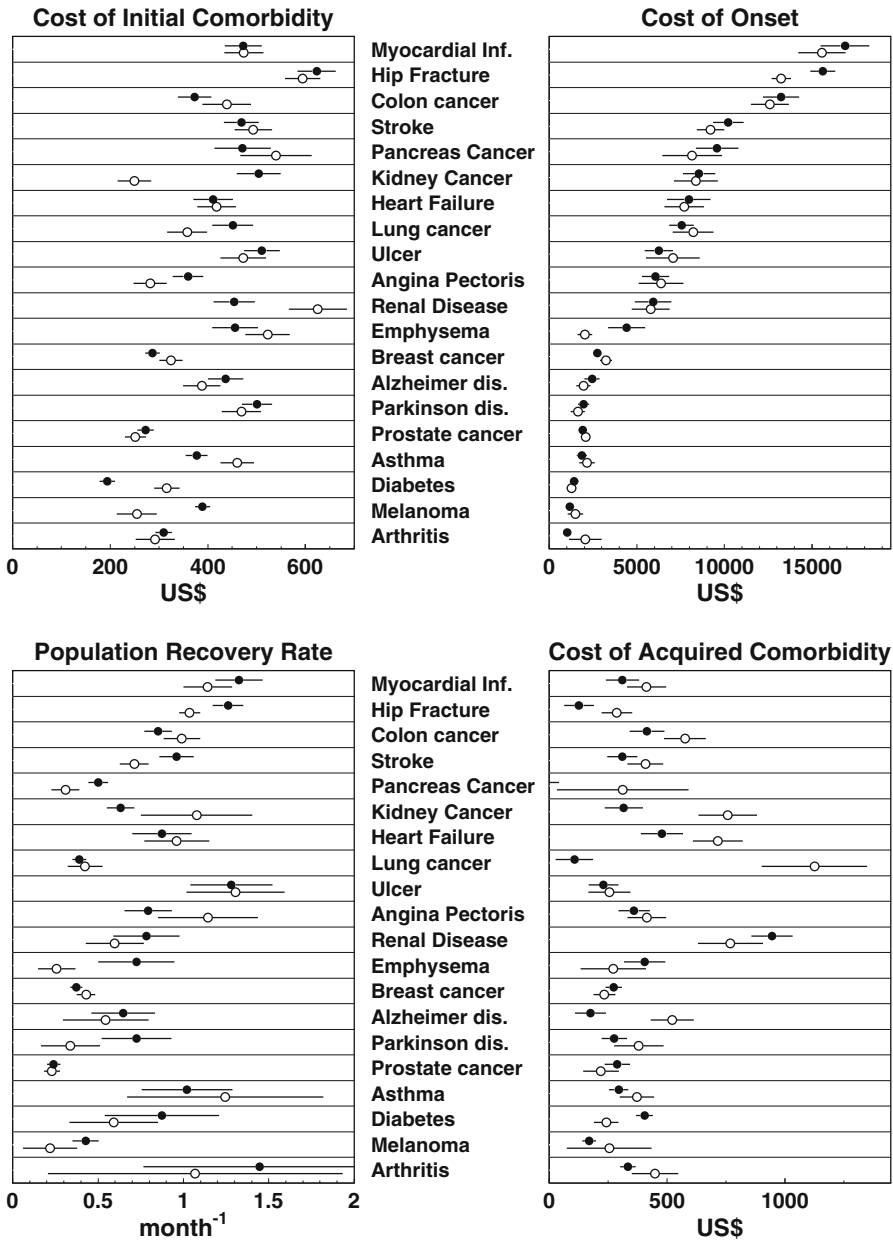 Cost of Initial Comorbidity
Cost of Onset
Myocardial Inf.
Hip Fracture
Colon cancer
Stroke
Pancreas Cancer
Kidney Cancer
Heart Failure
Lung cancer
Ulcer
Angina Pectoris
Renal Disease
Emphysema
Breast cancer
Alzheimer dis.
Parkinson dis.
Prostate cancer
Asthma
Diabetes
Melanoma
Arthritis
0 200 400 600
US$
0 5000 10000 15000
US$
Population Recovery Rate
Cost of Acquired Comorbidity
Myocardial Inf.
Hip Fracture
Colon cancer
Stroke
Pancreas Cancer
Kidney Cancer
Heart Failure
Lung cancer
Ulcer
Angina Pectoris
Renal Disease
Emphysema
Breast cancer
Alzheimer dis.
Parkinson dis.
Prostate cancer
Asthma
Diabetes
Melanoma
Arthritis
0 0.5 1 1.5 2
month⁻¹
0 500 1000
US$